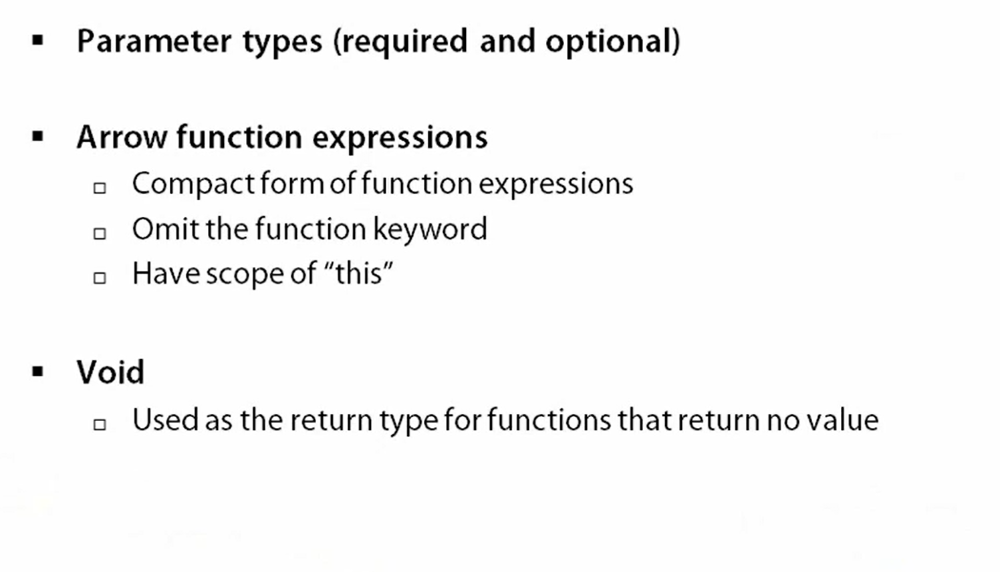 Parameter types (required and optional)
Arrow function expressions
Compact form of function expressions
Omit the function keyword
Have scope of "this"
Void
Used as the return type for functions that return no value